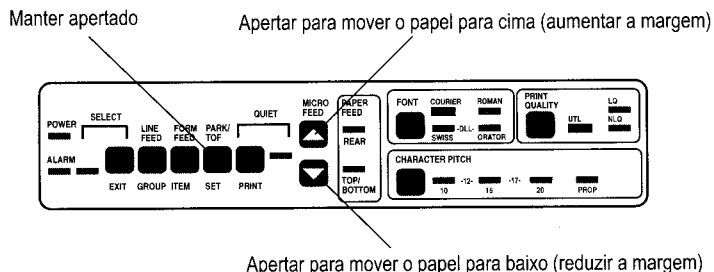 Manter apertado
Apertar para mover o papel para cima (aumentar a margem)
POWER
ALARM
SELECT
LINE FEED
FORM FEED
PARK/ TOF
QUIET
EXIT
GROUP
ITEM
SET
PRINT
MICRO FEED
PAPER FEED
REAR
TOP/ BOTTOM
FONT
COURIER
ROMAN
-DLL-
SWISS
ORATOR
PRINT QUALITY
UTL
LQ
NLQ
CHARACTER PITCH
-12-
-17-
10
15
20
PROP
Apertar para mover o papel para baixo (reduzir a margem)